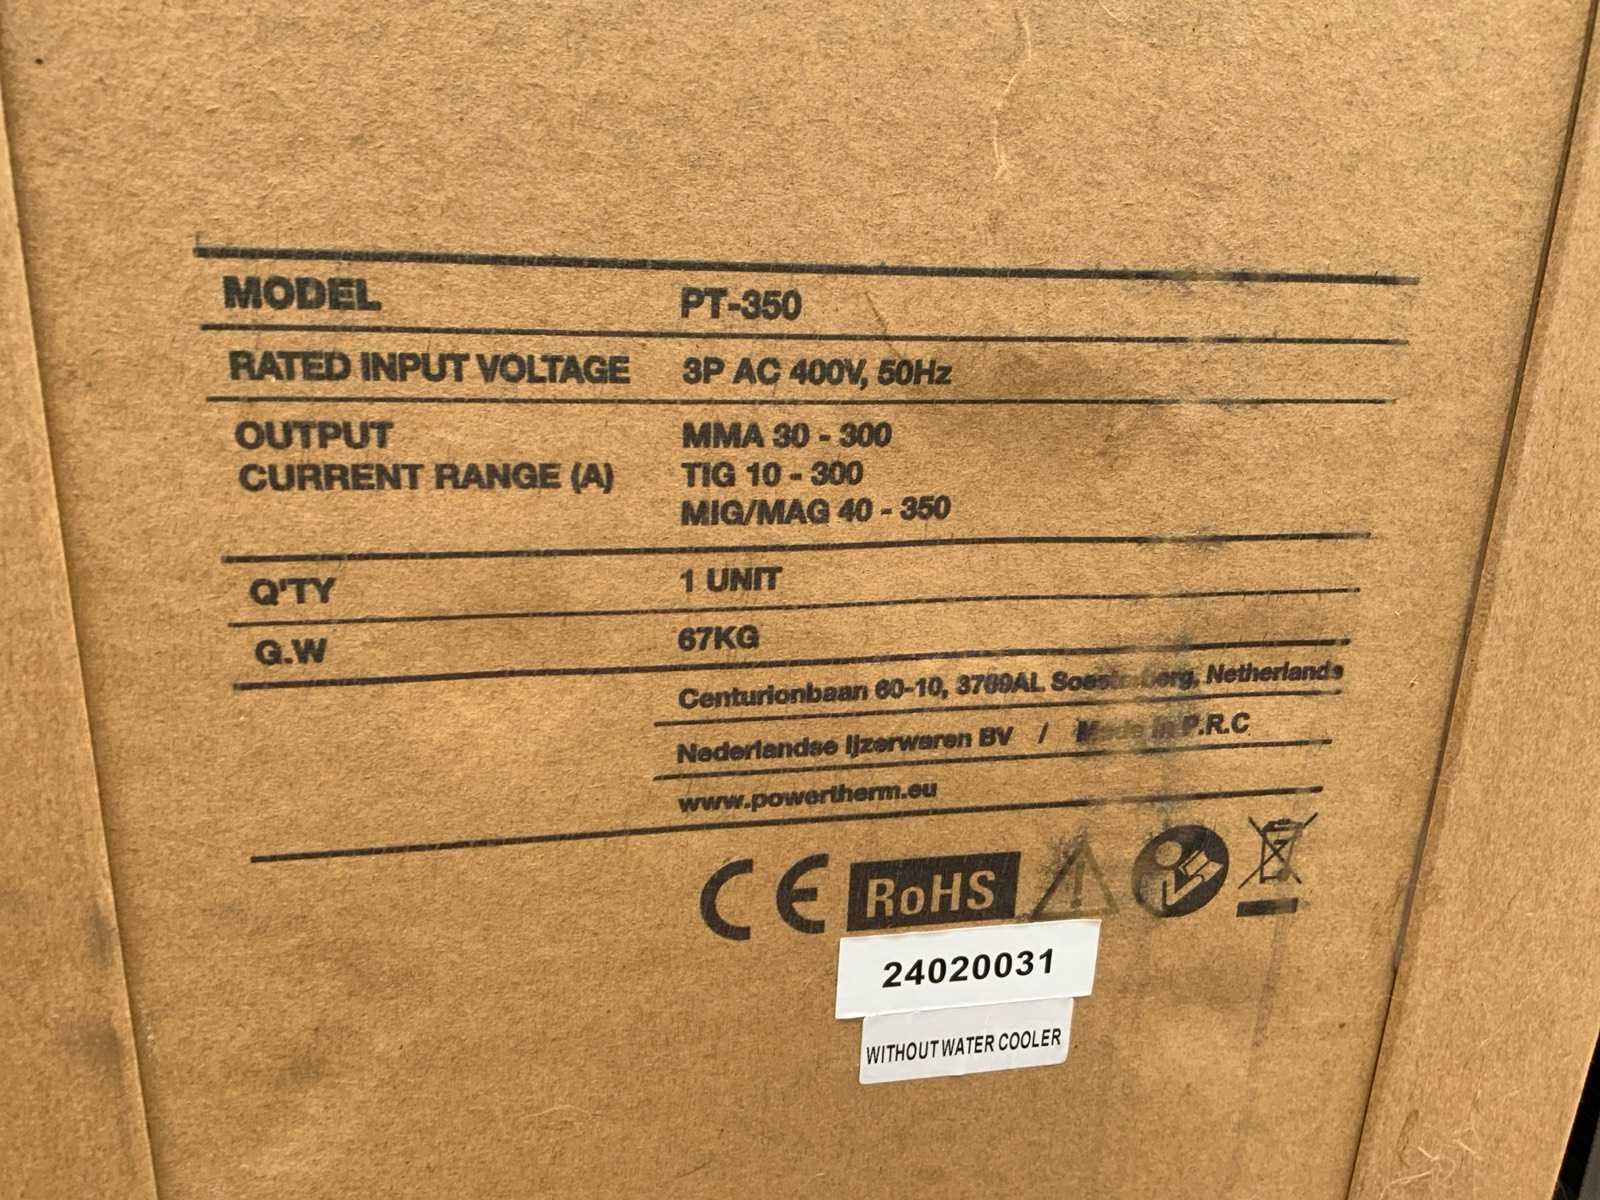 MODEL PT-350
RATED INPUT VOLTAGE 3P AC 400V, 50Hz
OUTPUT MMA 30 - 300
CURRENT RANGE (A) TIG 10 - 300
MIG/MAG 40 - 350
Q'TY 1 UNIT
G.W 67KG
Centurionbaan 60-10, 3769AL Netherlands
Nederlandse Ijzerwaren BV / Made in P.R.C
www.powertherm.eu
CE RoHS
24020031
WITHOUT WATER COOLER